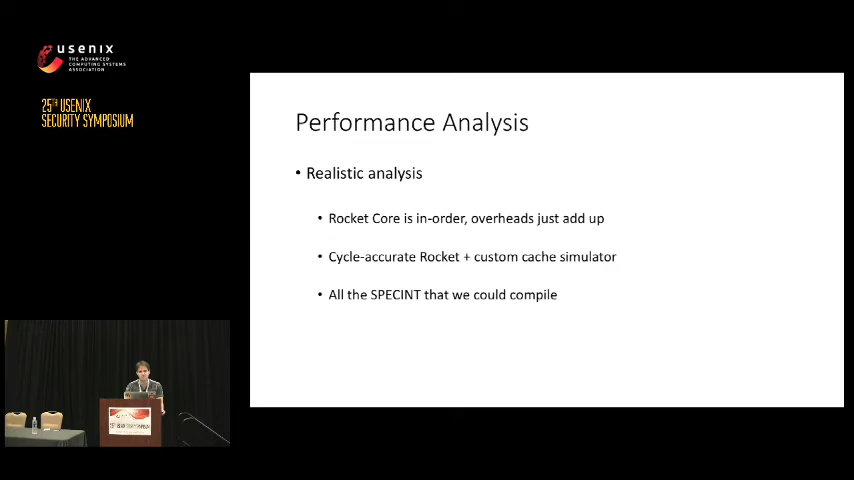 usenix
THE ADVANCED
COMPUTING SYSTEMS
ASSOCIATION
25TH USENIX
SECURITY SYMPOSIUM
Performance Analysis
• Realistic analysis
• Rocket Core is in-order, overheads just add up
• Cycle-accurate Rocket + custom cache simulator
• All the SPECINT that we could compile